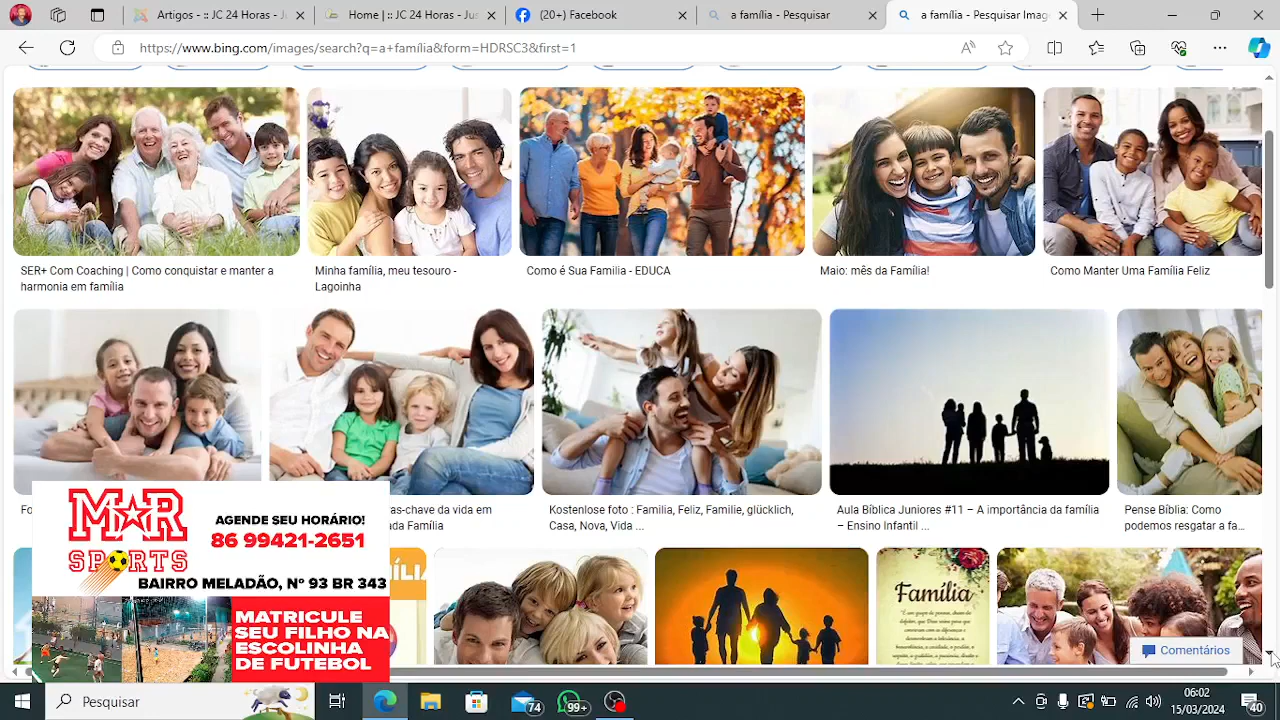 Artigos - :: JC 24 Horas - Ju
Home | :: JC 24 Horas - Jus
(20+) Facebook
a família - Pesquisar
a família - Pesquisar Imag
https://www.bing.com/images/search?q=a+família&form=HDRSC3&first=1
SER+ Com Coaching | Como conquistar e manter a
harmonia em família
Minha família, meu tesouro -
Lagoinha
Como é Sua Familia - EDUCA
Maio: mês da Família!
Como Manter Uma Família Feliz
Fo
as-chave da vida em
ada Família
Kostenlose foto : Familia, Feliz, Familie, glücklich,
Casa, Nova, Vida ...
Aula Bíblica Juniores #11 – A importância da família
– Ensino Infantil ...
Pense Bíblia: Como
podemos resgatar a fa...
MAR
SPORTS
AGENDE SEU HORÁRIO!
86 99421-2651
BAIRRO MELADÃO, Nº 93 BR 343
MATRICULE
SEU FILHO NA
ESCOLINHA
DE FUTEBOL
Família
Comentários
Pesquisar
74
99+
06:02
15/03/2024
40